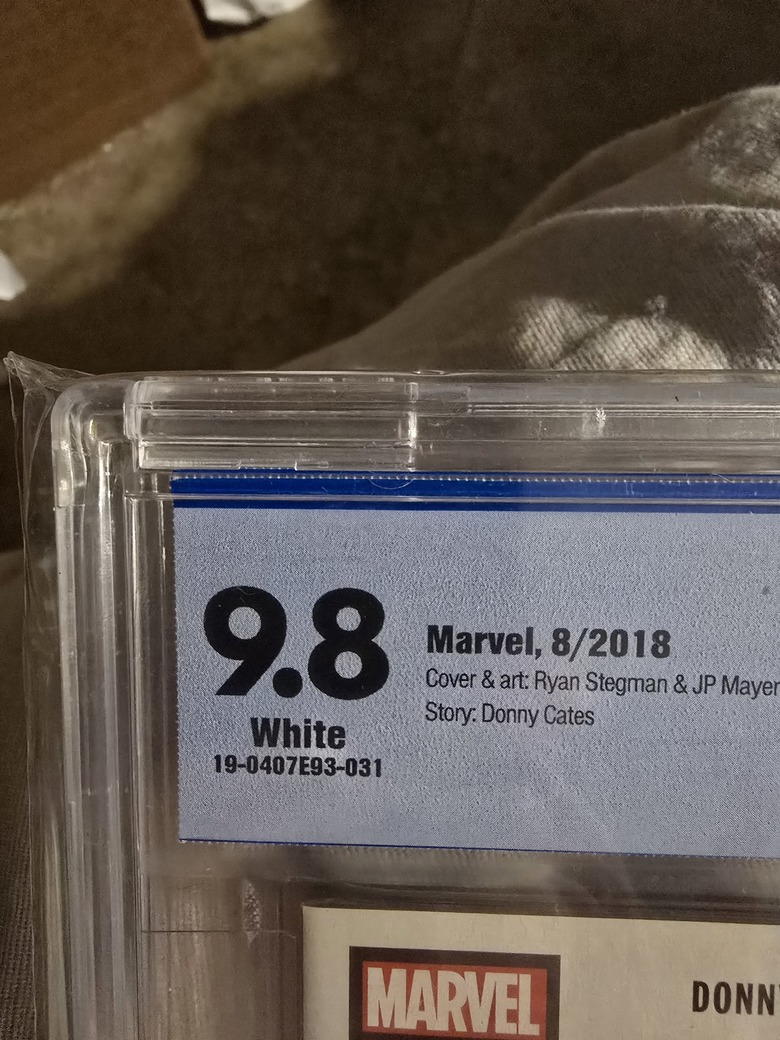 9.8
White
19-0407E93-031
Marvel, 8/2018
Cover & art: Ryan Stegman & JP Mayer
Story: Donny Cates
MARVEL
DONN